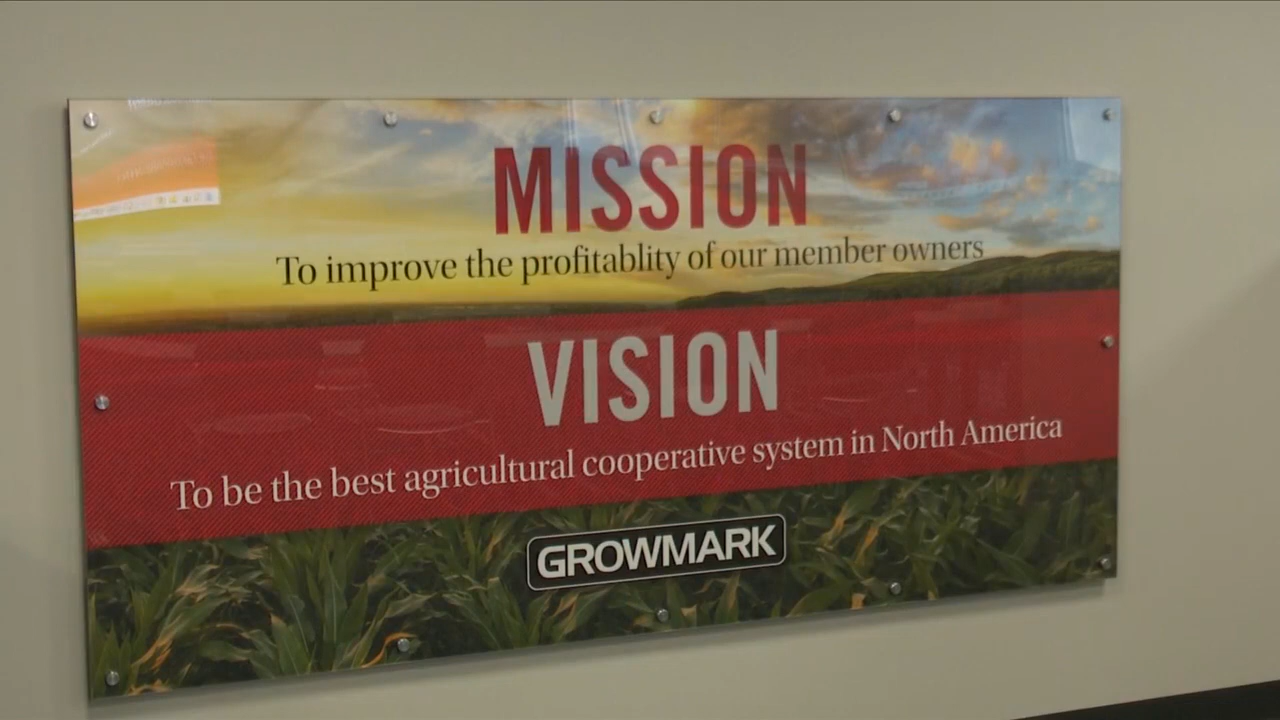 MISSION
To improve the profitablity of our member owners
VISION
To be the best agricultural cooperative system in North America
GROWMARK